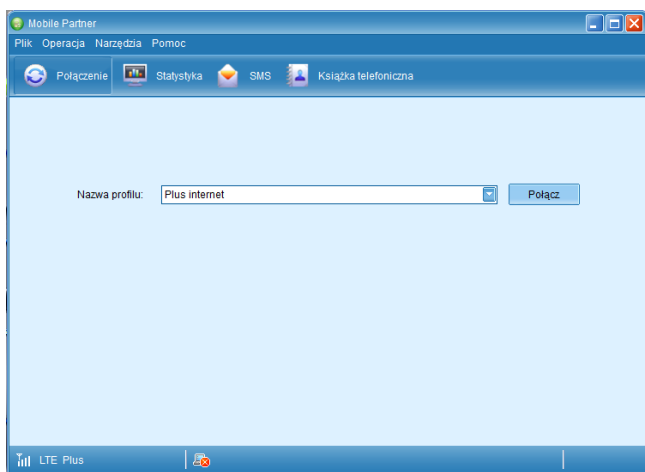 Mobile Partner
Plik Operacja Narzędzia Pomoc
Połączenie Statystyka SMS Książka telefoniczna
Nazwa profilu: Plus internet Połącz
LTE Plus